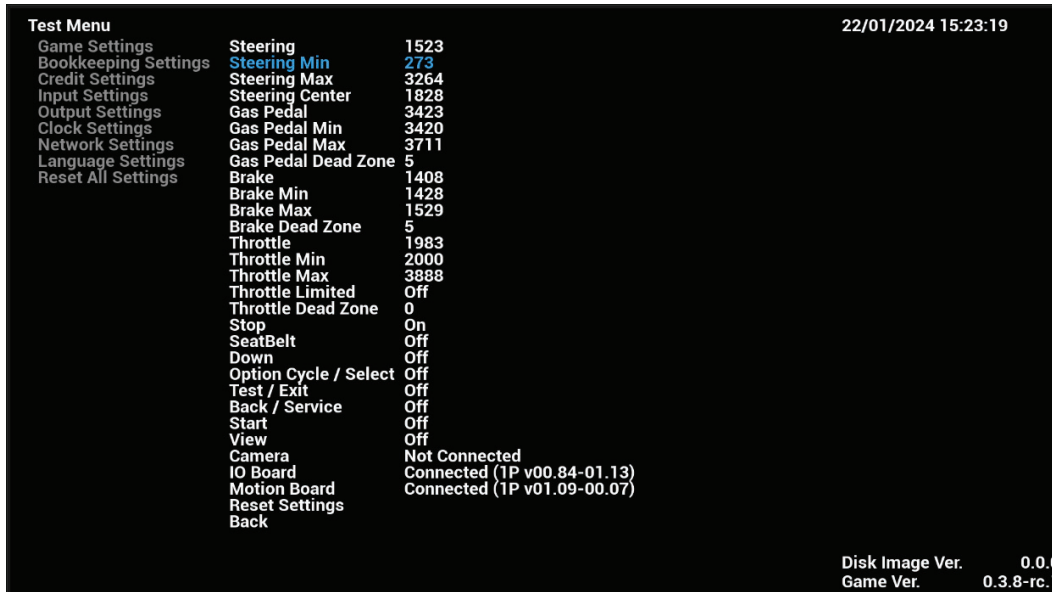 Test Menu 22/01/2024 15:23:19
Game Settings Steering 1523
Bookkeeping Settings Steering Min 273
Credit Settings Steering Max 3264
Input Settings Steering Center 1828
Output Settings Gas Pedal 3423
Clock Settings Gas Pedal Min 3420
Network Settings Gas Pedal Max 3711
Language Settings Gas Pedal Dead Zone 5
Reset All Settings Brake 1408
Brake Min 1428
Brake Max 1529
Brake Dead Zone 5
Throttle 1983
Throttle Min 2000
Throttle Max 3888
Throttle Limited Off
Throttle Dead Zone 0
Stop On
SeatBelt Off
Down Off
Option Cycle / Select Off
Test / Exit Off
Back / Service Off
Start Off
View Off
Camera Not Connected
IO Board Connected (1P v00.84-01.13)
Motion Board Connected (1P v01.09-00.07)
Reset Settings
Back
Disk Image Ver. 0.0.
Game Ver. 0.3.8-rc.